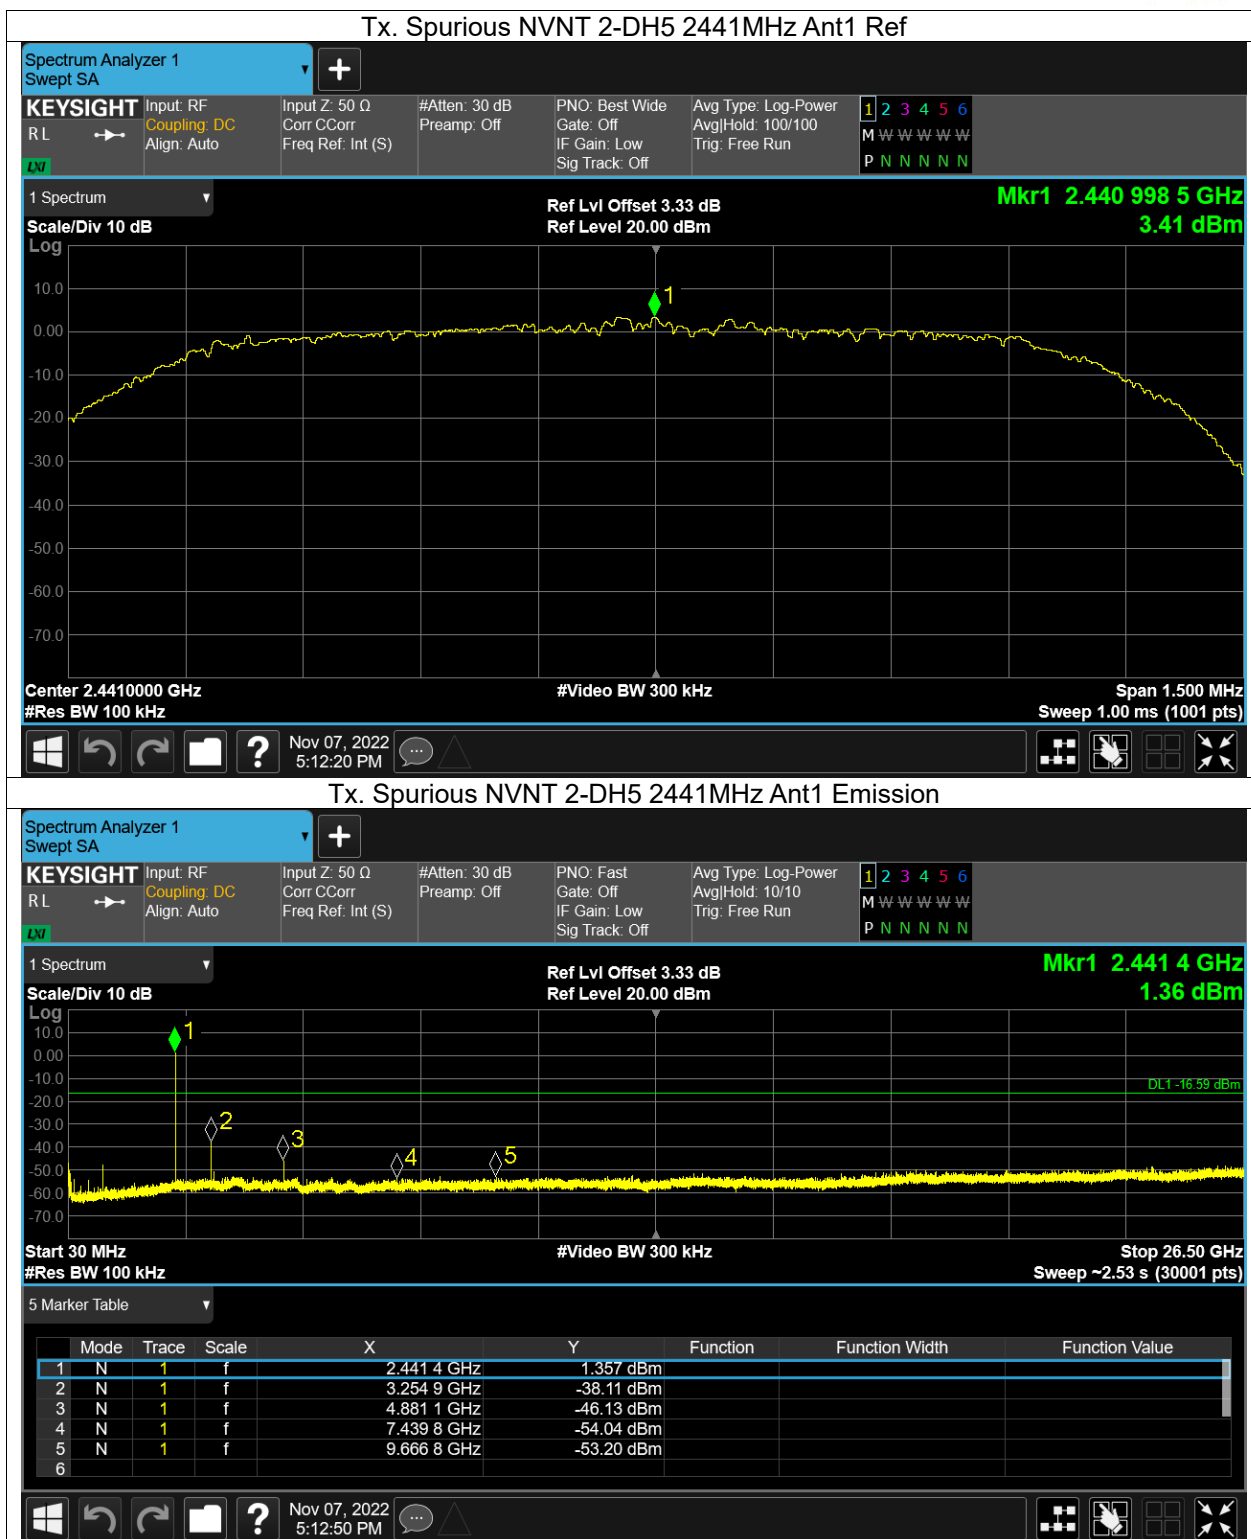 Tx. Spurious NVNT 2-DH5 2441MHz Ant1 Ref
Spectrum Analyzer 1
Swept SA
KEYSIGHT
R L
LXI
Input: RF
Coupling: DC
Align: Auto
Input Z: 50 Ω
Corr CCorr
Freq Ref: Int (S)
#Atten: 30 dB
Preamp: Off
PNO: Best Wide
Gate: Off
IF Gain: Low
Sig Track: Off
Avg Type: Log-Power
Avg|Hold: 100/100
Trig: Free Run
1 2 3 4 5 6
M W W W W W
P N N N N N
1 Spectrum
Scale/Div 10 dB
Ref Lvl Offset 3.33 dB
Ref Level 20.00 dBm
Mkr1 2.440 998 5 GHz
3.41 dBm
Log
10.0
0.00
-10.0
-20.0
-30.0
-40.0
-50.0
-60.0
-70.0
1
Center 2.4410000 GHz
#Res BW 100 kHz
#Video BW 300 kHz
Span 1.500 MHz
Sweep 1.00 ms (1001 pts)
Nov 07, 2022
5:12:20 PM
Tx. Spurious NVNT 2-DH5 2441MHz Ant1 Emission
Spectrum Analyzer 1
Swept SA
KEYSIGHT
R L
LXI
Input: RF
Coupling: DC
Align: Auto
Input Z: 50 Ω
Corr CCorr
Freq Ref: Int (S)
#Atten: 30 dB
Preamp: Off
PNO: Fast
Gate: Off
IF Gain: Low
Sig Track: Off
Avg Type: Log-Power
Avg|Hold: 10/10
Trig: Free Run
1 2 3 4 5 6
M W W W W W
P N N N N N
1 Spectrum
Scale/Div 10 dB
Ref Lvl Offset 3.33 dB
Ref Level 20.00 dBm
Mkr1 2.441 4 GHz
1.36 dBm
Log
10.0
0.00
-10.0
-20.0
-30.0
-40.0
-50.0
-60.0
-70.0
1
2
3
4
5
DL1 -16.59 dBm
Start 30 MHz
#Res BW 100 kHz
#Video BW 300 kHz
Stop 26.50 GHz
Sweep ~2.53 s (30001 pts)
5 Marker Table
Mode Trace Scale X Y Function Function Width Function Value
1 N 1 f 2.441 4 GHz 1.357 dBm
2 N 1 f 3.254 9 GHz -38.11 dBm
3 N 1 f 4.881 1 GHz -46.13 dBm
4 N 1 f 7.439 8 GHz -54.04 dBm
5 N 1 f 9.666 8 GHz -53.20 dBm
6
Nov 07, 2022
5:12:50 PM